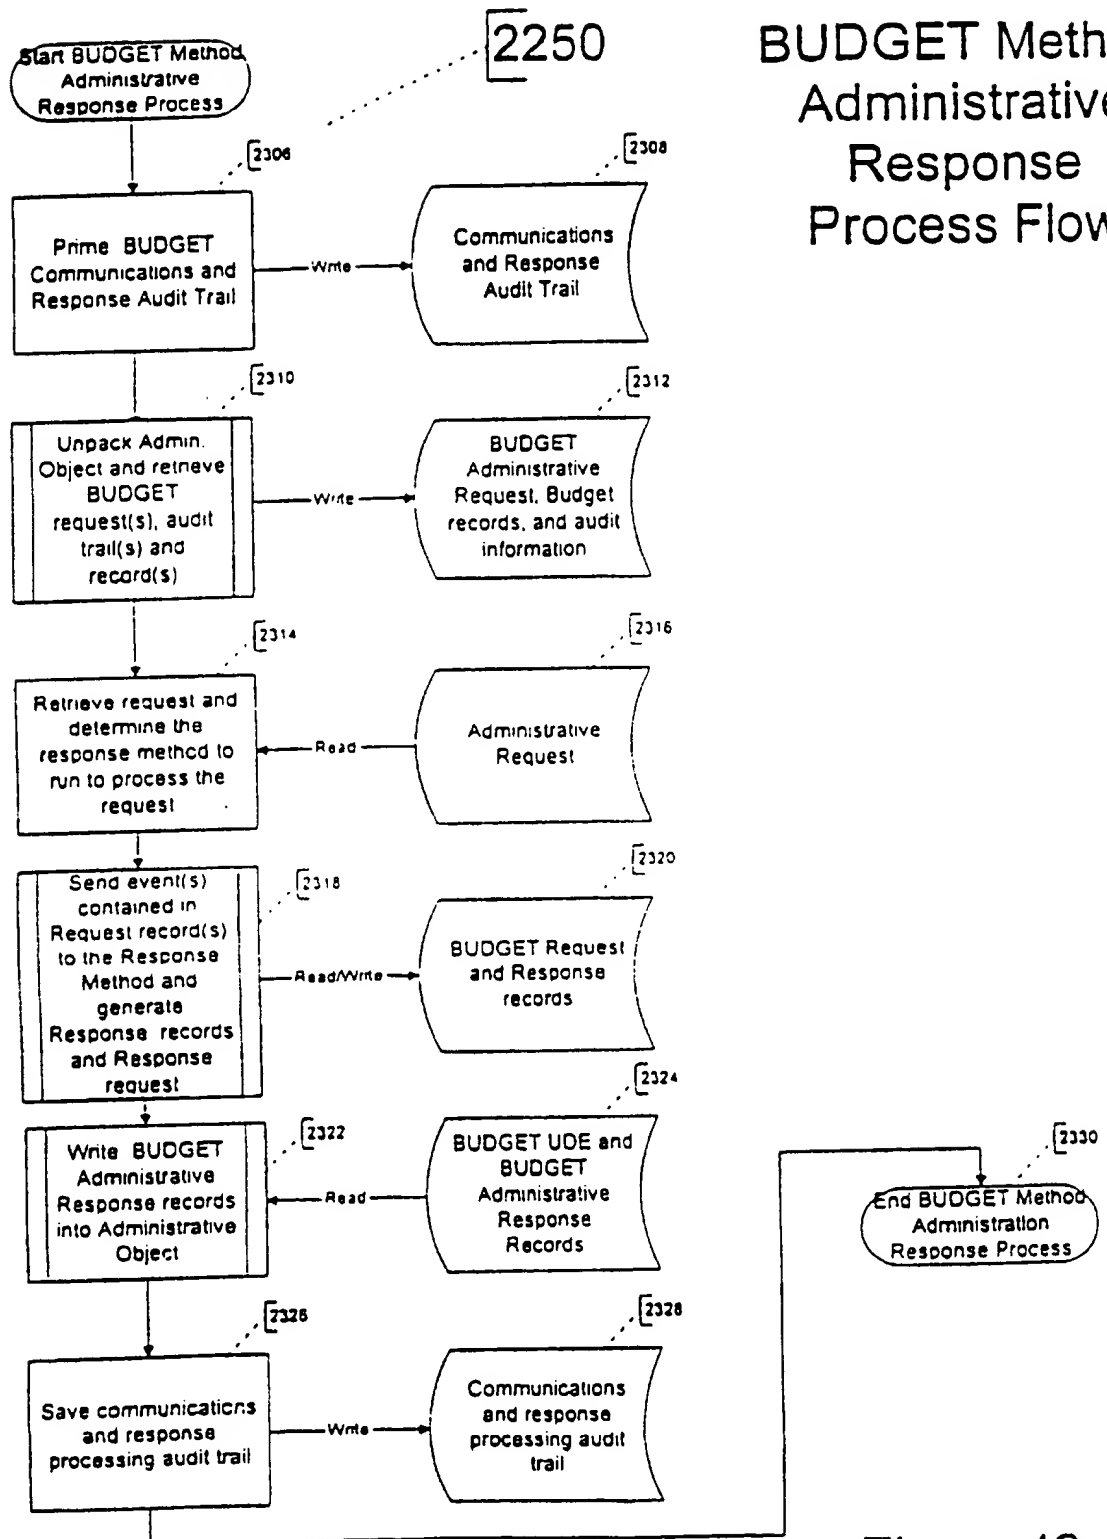 2250
BUDGET Meth
Administrative
Response
Process Flow
Start BUDGET Method
Administrative
Response Process
2306
Prime BUDGET
Communications and
Response Audit Trail
Write
2308
Communications
and Response
Audit Trail
2310
Unpack Admin.
Object and retrieve
BUDGET
request(s), audit
trail(s) and
record(s)
Write
2312
BUDGET
Administrative
Request, Budget
records, and audit
information
2314
Retrieve request and
determine the
response method to
run to process the
request
Read
2316
Administrative
Request
2318
Send event(s)
contained in
Request record(s)
to the Response
Method and
generate
Response records
and Response
request
Read/Write
2320
BUDGET Request
and Response
records
2322
Write BUDGET
Administrative
Response records
into Administrative
Object
Read
2324
BUDGET UDE and
BUDGET
Administrative
Response
Records
2326
Save communications
and response
processing audit trail
Write
2328
Communications
and response
processing audit
trail
2330
End BUDGET Method
Administration
Response Process